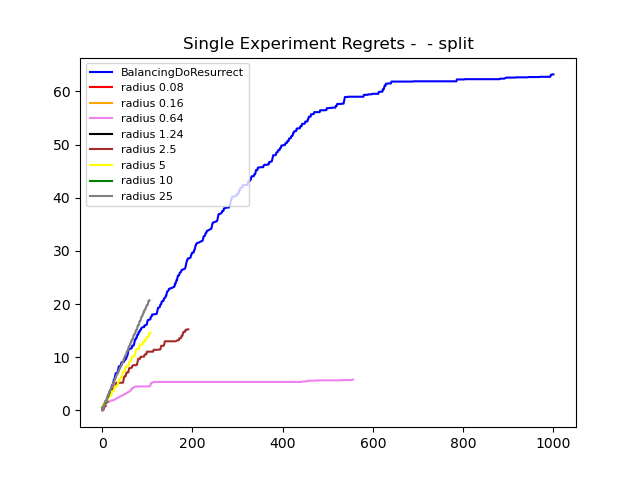 Single Experiment Regrets -  - split
BalancingDoResurrect
radius 0.08
radius 0.16
radius 0.64
radius 1.24
radius 2.5
radius 5
radius 10
radius 25
60
50
40
30
20
10
0
0 200 400 600 800 1000